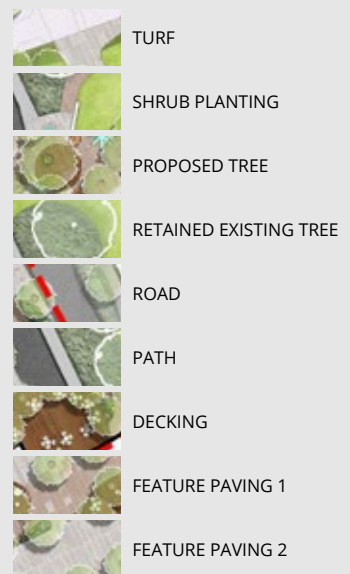 TURF
SHRUB PLANTING
PROPOSED TREE
RETAINED EXISTING TREE
ROAD
PATH
DECKING
FEATURE PAVING 1
FEATURE PAVING 2